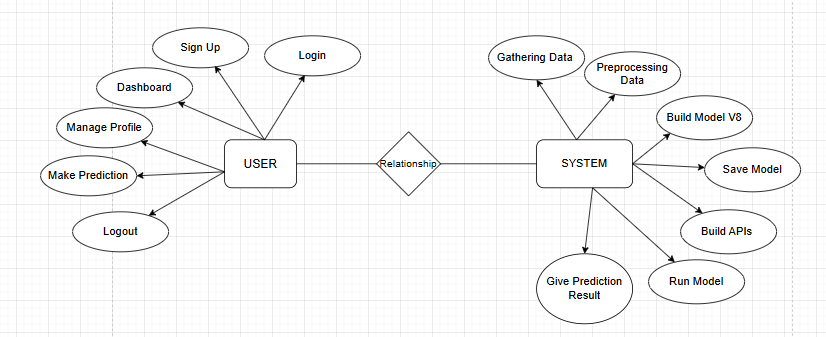 Sign Up
Login
Dashboard
Manage Profile
Make Prediction
Logout
USER
Relationship
SYSTEM
Gathering Data
Preprocessing
Data
Build Model V8
Save Model
Build APIs
Run Model
Give Prediction
Result